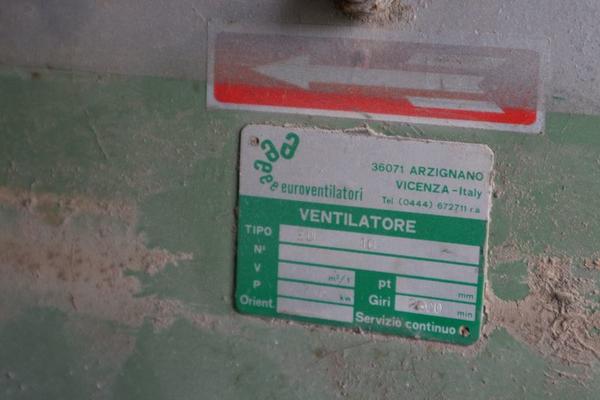 euroventilatori
36071 ARZIGNANO
VICENZA - Italy
Tel (0444) 672711 r.a
VENTILATORE
TIPO
N°
V m³/1 pt mm
P kw Giri min
Orient. Servizio continuo